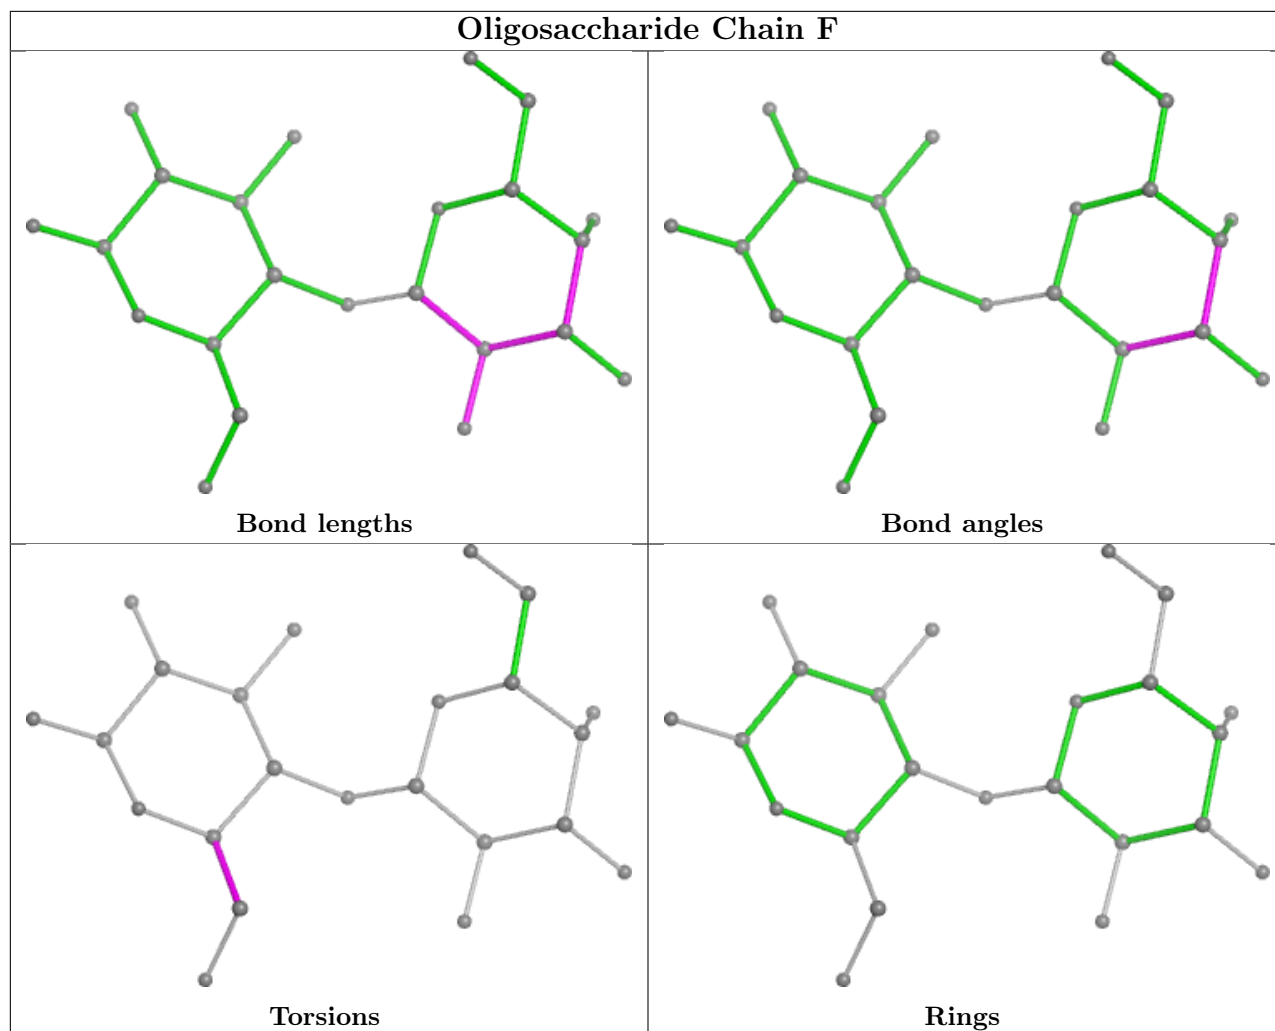 Oligosaccharide Chain F
Bond lengths
Bond angles
Torsions
Rings